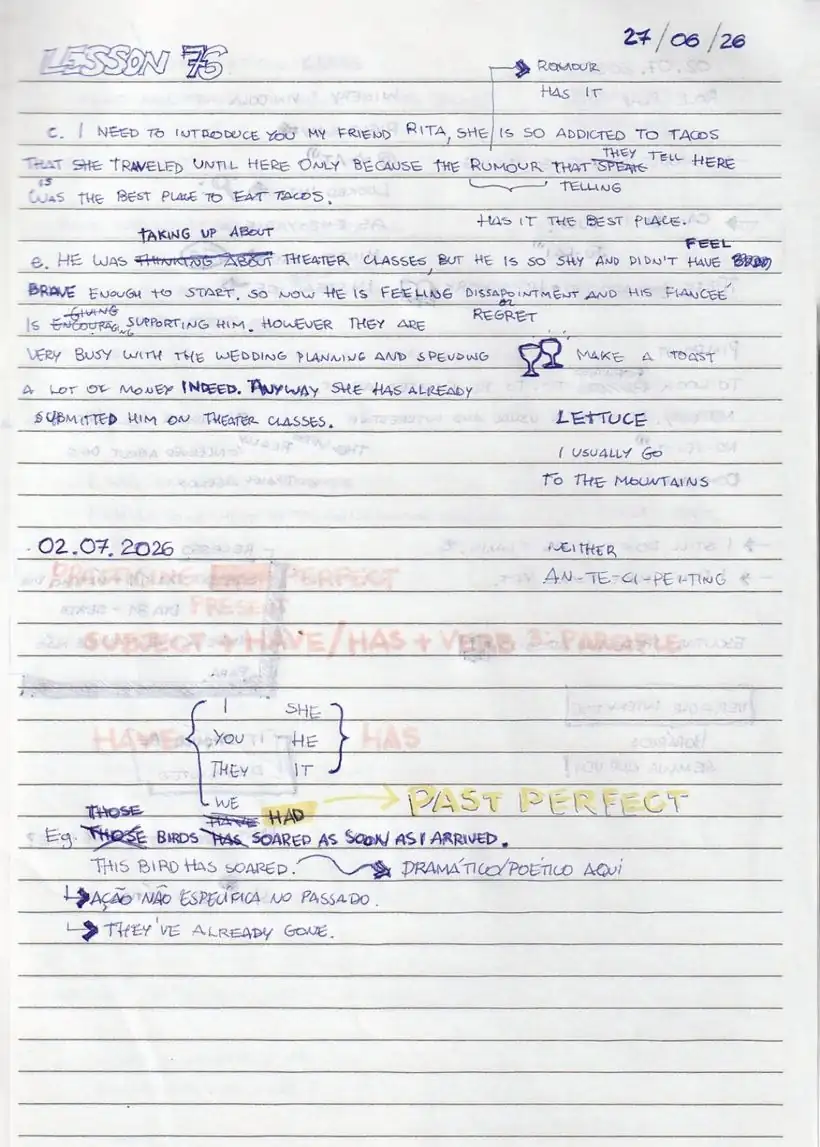 27/06/26
LESSON 76
RUMOUR
HAS IT
C. I NEED TO INTRODUCE YOU MY FRIEND RITA, SHE IS SO ADDICTED TO TACOS
THEY TELL HERE
THAT SHE TRAVELED UNTIL HERE ONLY BECAUSE THE RUMOUR THAT SPEAK
TELLING
IS
WAS THE BEST PLACE TO EAT TACOS.
HAS IT THE BEST PLACE.
TAKING UP ABOUT
FEEL
e. HE WAS THINKING ABOUT THEATER CLASSES, BUT HE IS SO SHY AND DIDN'T HAVE
BRAVE ENOUGH TO START. SO NOW HE IS FEELING DISSAPOINTMENT AND HIS FIANCEÉ
OR
REGRET
GIVING
IS ENCOURAGING SUPPORTING HIM. HOWEVER THEY ARE
VERY BUSY WITH THE WEDDING PLANNING AND SPENDING
MAKE A TOAST
A LOT OF MONEY INDEED. ANYWAY SHE HAS ALREADY
SUBMITTED HIM ON THEATER CLASSES.
LETTUCE
I USUALLY GO
TO THE MOUNTAINS
02.07.2026
NEITHER
AN-TE-CI-PEI-TING
PERFECT
PRESENT
SUBJECT + HAVE/HAS + VERB 3
HAVE
HAS
I SHE
YOU HE
THEY IT
WE
PAST PERFECT
THOSE
HAVE HAD
Eg. THOSE BIRDS HAS SOARED AS SOON AS I ARRIVED.
THIS BIRD HAS SOARED.
DRAMÁTICO/POÉTICO AQUI
AÇÃO NÃO ESPECÍFICA NO PASSADO.
THEY'VE ALREADY GONE.